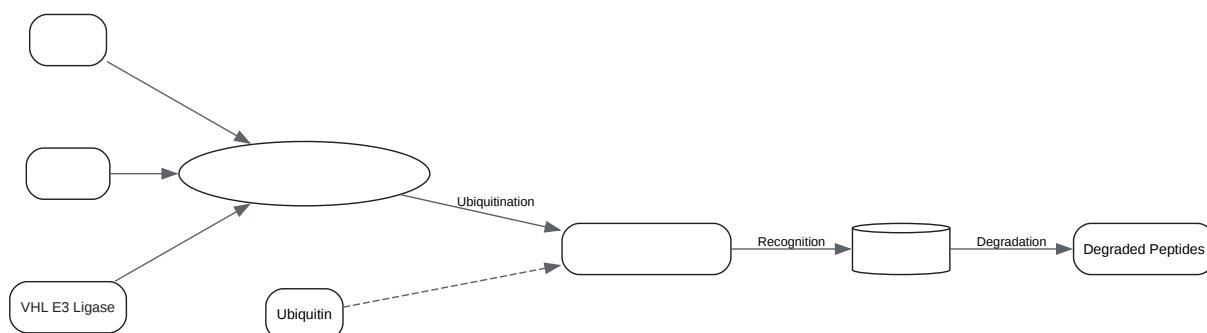 Ubiquitination
Recognition
Degradation
Degraded Peptides
VHL E3 Ligase
Ubiquitin